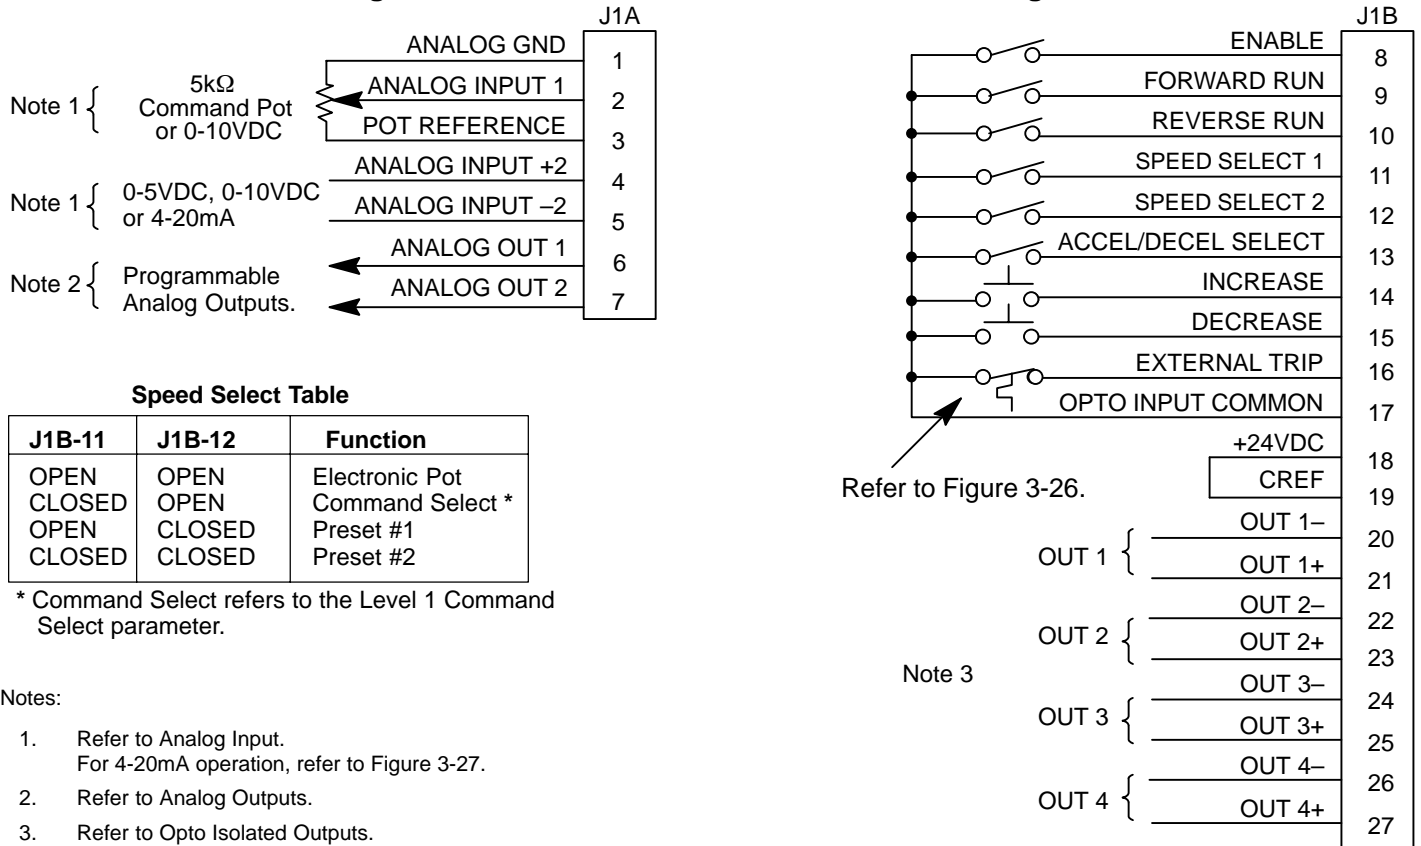 J1A
ANALOG GND
1
5kΩ
Command Pot
or 0-10VDC
Note 1 {
ANALOG INPUT 1
2
POT REFERENCE
3
ANALOG INPUT +2
4
Note 1 {
0-5VDC, 0-10VDC
or 4-20mA
ANALOG INPUT –2
5
ANALOG OUT 1
6
Note 2 {
Programmable
Analog Outputs.
ANALOG OUT 2
7
Speed Select Table
J1B-11 J1B-12 Function
OPEN OPEN Electronic Pot
CLOSED OPEN Command Select *
OPEN CLOSED Preset #1
CLOSED CLOSED Preset #2
* Command Select refers to the Level 1 Command
Select parameter.
Notes:
1. Refer to Analog Input.
For 4-20mA operation, refer to Figure 3-27.
2. Refer to Analog Outputs.
3. Refer to Opto Isolated Outputs.
J1B
ENABLE 8
FORWARD RUN 9
REVERSE RUN 10
SPEED SELECT 1 11
SPEED SELECT 2 12
ACCEL/DECEL SELECT 13
INCREASE 14
DECREASE 15
EXTERNAL TRIP 16
OPTO INPUT COMMON 17
Refer to Figure 3-26.
+24VDC 18
CREF 19
OUT 1 {
OUT 1– 20
OUT 1+ 21
OUT 2 {
OUT 2– 22
OUT 2+ 23
Note 3
OUT 3 {
OUT 3– 24
OUT 3+ 25
OUT 4 {
OUT 4– 26
OUT 4+ 27